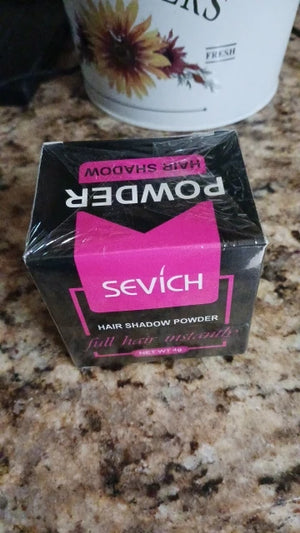 ERS
FRESH
HAIR SHADOW
POWDER
SEVICH
HAIR SHADOW POWDER
full hair instantly
NET WT 4g